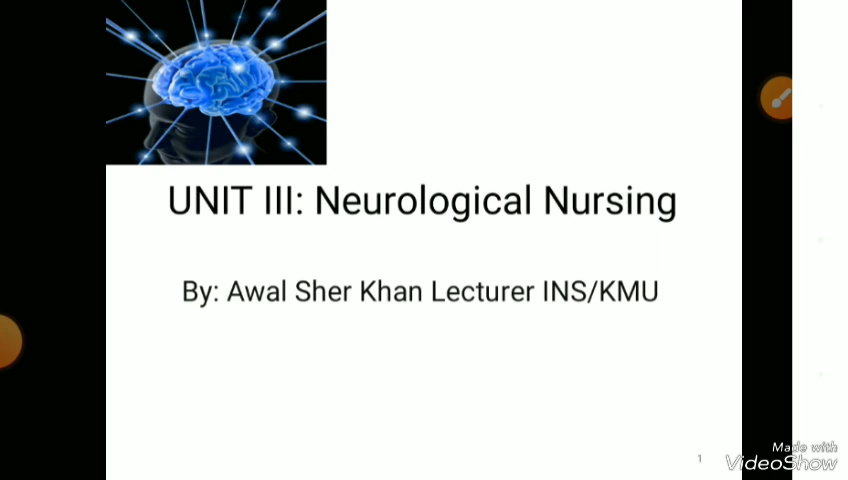 UNIT III: Neurological Nursing
By: Awal Sher Khan Lecturer INS/KMU
1
Made with
VideoShow